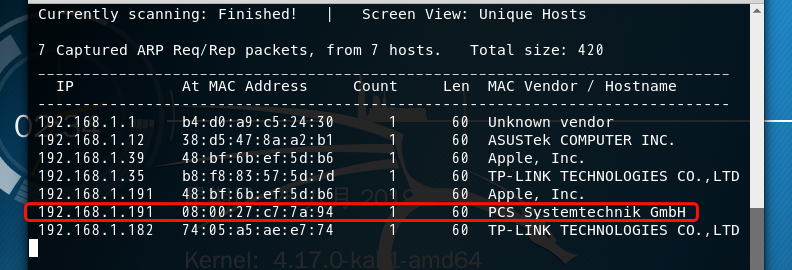 Currently scanning: Finished!   |   Screen View: Unique Hosts
7 Captured ARP Req/Rep packets, from 7 hosts.   Total size: 420
_____________________________________________________________________________
IP            At MAC Address     Count     Len  MAC Vendor / Hostname
-----------------------------------------------------------------------------
192.168.1.1     b4:d0:a9:c5:24:30      1      60  Unknown vendor
192.168.1.12    38:d5:47:8a:a2:b1      1      60  ASUSTek COMPUTER INC.
192.168.1.39    48:bf:6b:ef:5d:b6      1      60  Apple, Inc.
192.168.1.35    b8:f8:83:57:5d:7d      1      60  TP-LINK TECHNOLOGIES CO.,LTD
192.168.1.191   48:bf:6b:ef:5d:b6      1      60  Apple, Inc.
192.168.1.191   08:00:27:c7:7a:94      1      60  PCS Systemtechnik GmbH
192.168.1.182   74:05:a5:ae:e7:74      1      60  TP-LINK TECHNOLOGIES CO.,LTD
Kernel: 4.17.0-kali1-amd64